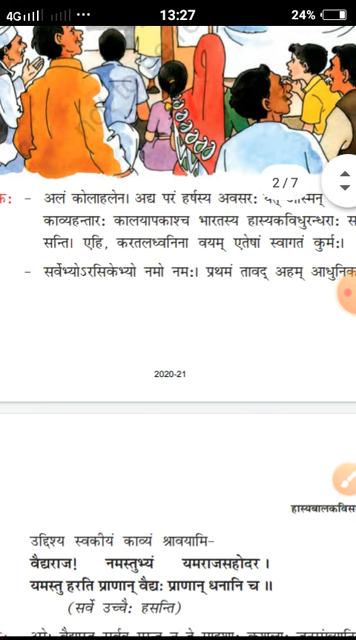 4G 13:27 24%
2/7
- अलं कोलाहलेन। अद्य परं हर्षस्य अवसरः
काव्यहन्तारः कालयापकाश्च भारतस्य हास्यकविधुरन्धराः
सन्ति। एहि, करतलध्वनिना वयम् एतेषां स्वागतं कुर्मः।
- सर्वेभ्योऽरसिकेभ्यो नमो नमः। प्रथमं तावद् अहम् आधुनिक
2020-21
हास्यबालकविस
उद्दिश्य स्वकीयं काव्यं श्रावयामि-
वैद्यराज! नमस्तुभ्यं यमराजसहोदर।
यमस्तु हरति प्राणान् वैद्यः प्राणान् धनानि च॥
(सर्वे उच्चैः हसन्ति)